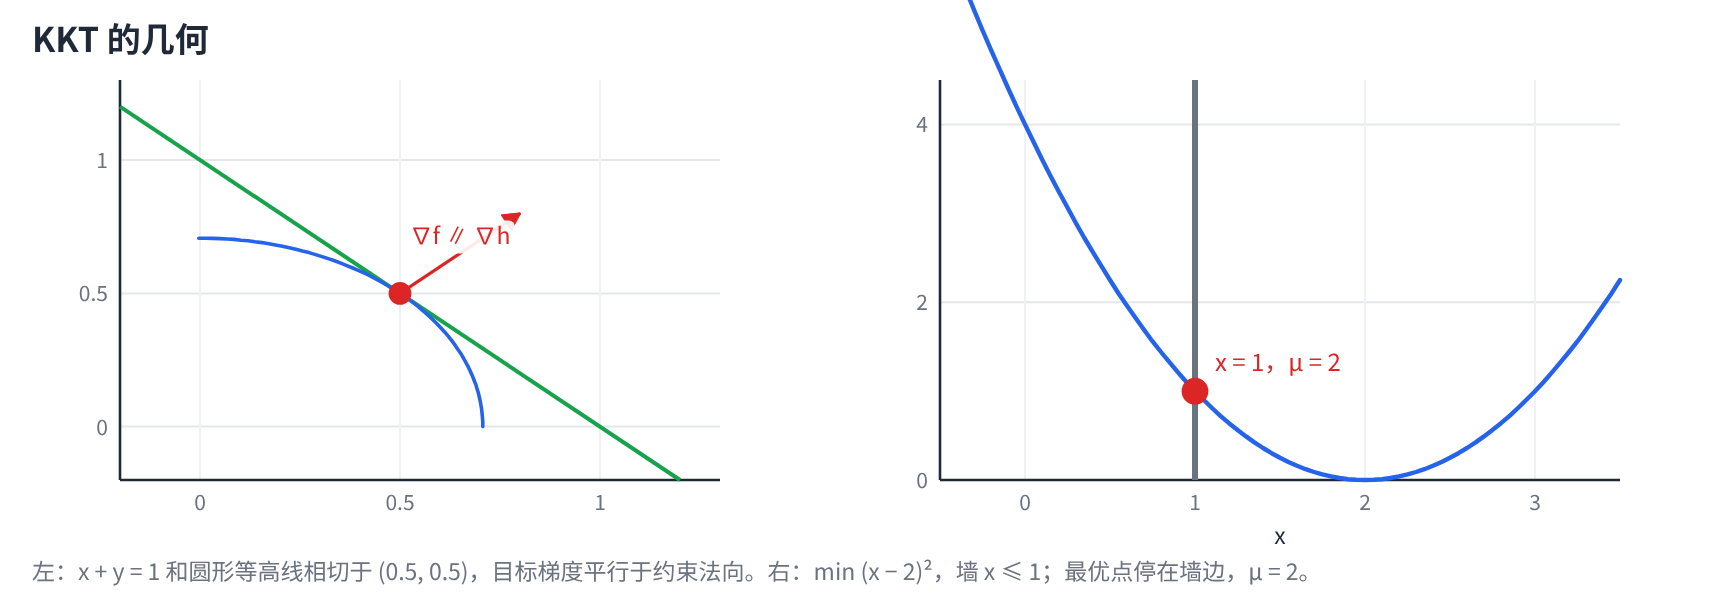 KKT 的几何
1
0.5
0
0
0.5
1
∇f ∥ ∇h
4
2
0
0
1
2
3
x
x = 1，μ = 2
左：x + y = 1 和圆形等高线相切于 (0.5, 0.5)，目标梯度平行于约束法向。右：min (x − 2)²，墙 x ⩽ 1；最优点停在墙边，μ = 2。